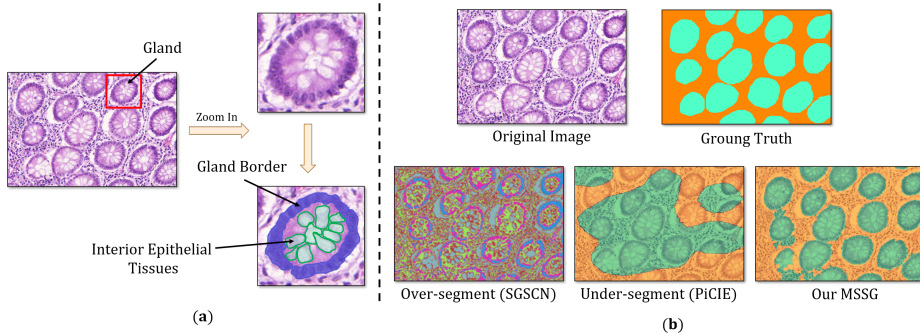 Gland
Zoom In
Gland Border
Interior Epithelial
Tissues
(a)
Original Image
Groung Truth
Over-segment (SGSCN)
Under-segment (PiCIE)
Our MSSG
(b)